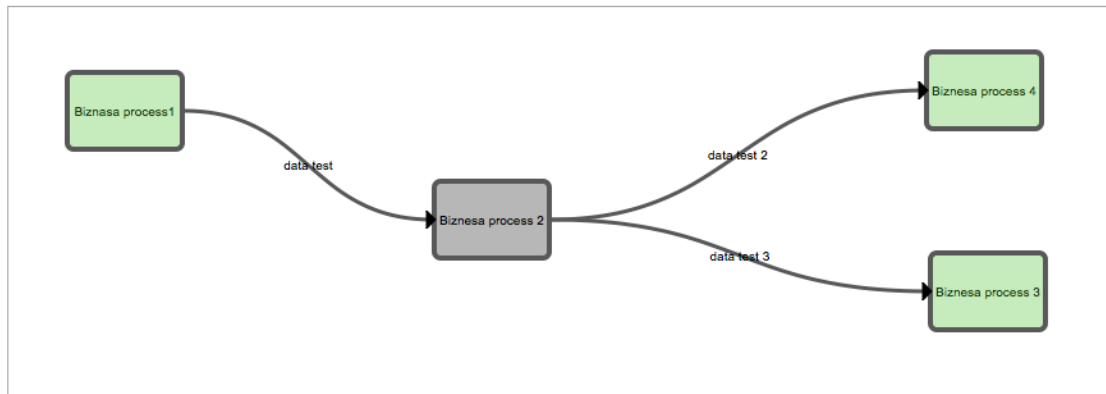 Biznasa process1
data test
Biznesa process 2
data test 2
Biznesa process 4
data test 3
Biznesa process 3